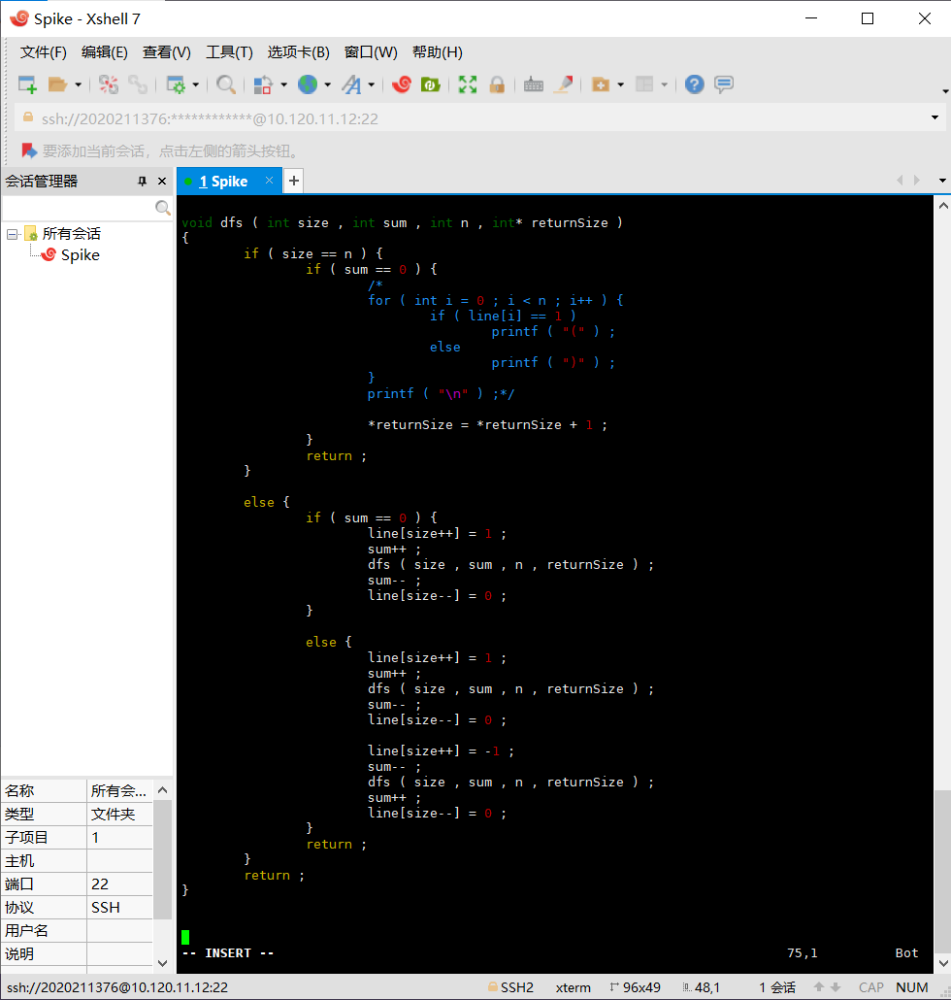 Spike - Xshell 7
文件(F) 编辑(E) 查看(V) 工具(T) 选项卡(B) 窗口(W) 帮助(H)
ssh://2020211376:************@10.120.11.12:22
要添加当前会话，点击左侧的箭头按钮。
会话管理器
1 Spike
所有会话
Spike
void dfs ( int size , int sum , int n , int* returnSize )
{
if ( size == n ) {
if ( sum == 0 ) {
/*
for ( int i = 0 ; i < n ; i++ ) {
if ( line[i] == 1 )
printf ( "(" ) ;
else
printf ( ")" ) ;
}
printf ( "\n" ) ;*/
*returnSize = *returnSize + 1 ;
}
return ;
}
else {
if ( sum == 0 ) {
line[size++] = 1 ;
sum++ ;
dfs ( size , sum , n , returnSize ) ;
sum-- ;
line[size--] = 0 ;
}
else {
line[size++] = 1 ;
sum++ ;
dfs ( size , sum , n , returnSize ) ;
sum-- ;
line[size--] = 0 ;
line[size++] = -1 ;
sum-- ;
dfs ( size , sum , n , returnSize ) ;
sum++ ;
line[size--] = 0 ;
}
return ;
}
return ;
}
-- INSERT -- 75,1 Bot
名称 所有会...
类型 文件夹
子项目 1
主机
端口 22
协议 SSH
用户名
说明
ssh://2020211376@10.120.11.12:22 SSH2 xterm 96x49 48,1 1 会话 CAP NUM